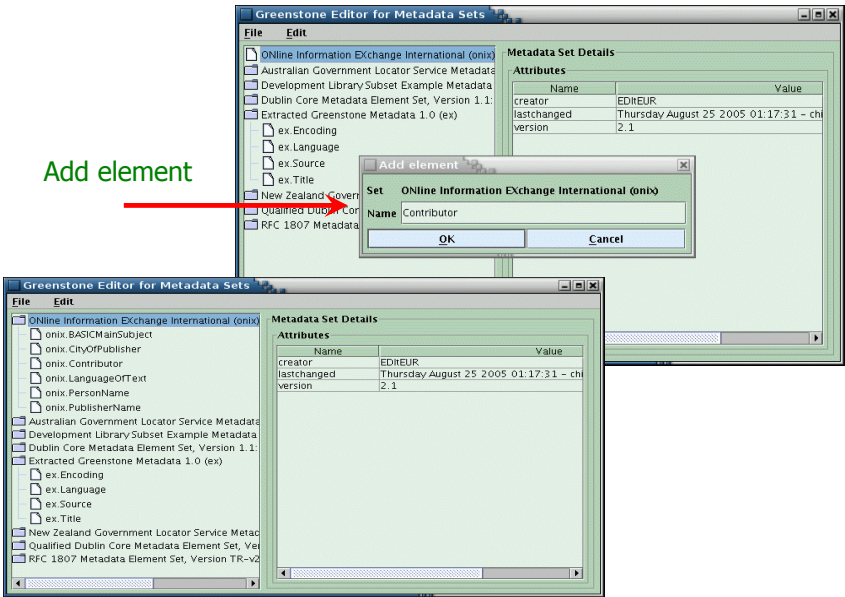 Greenstone Editor for Metadata Sets
File Edit
ONline Information EXchange International (onix)
Australian Government Locator Service Metadata
Development Library Subset Example Metadata
Dublin Core Metadata Element Set, Version 1.1:
Extracted Greenstone Metadata 1.0 (ex)
ex.Encoding
ex.Language
ex.Source
ex.Title
New Zealand Gover
Qualified Dublin Cor
RFC 1807 Metadata
Metadata Set Details
Attributes
Name Value
creator EDItEUR
lastchanged Thursday August 25 2005 01:17:31 - chi
version 2.1
Add element
Add element
Set ONline Information EXchange International (onix)
Name Contributor
OK Cancel
Greenstone Editor for Metadata Sets
File Edit
ONline Information EXchange International (onix)
onix.BASICMainSubject
onix.CityOfPublisher
onix.Contributor
onix.LanguageOfText
onix.PersonName
onix.PublisherName
Australian Government Locator Service Metadata
Development Library Subset Example Metadata
Dublin Core Metadata Element Set, Version 1.1:
Extracted Greenstone Metadata 1.0 (ex)
ex.Encoding
ex.Language
ex.Source
ex.Title
New Zealand Government Locator Service Metac
Qualified Dublin Core Metadata Element Set, Ver
RFC 1807 Metadata Element Set, Version TR-v2
Metadata Set Details
Attributes
Name Value
creator EDItEUR
lastchanged Thursday August 25 2005 01:17:31 - chi
version 2.1